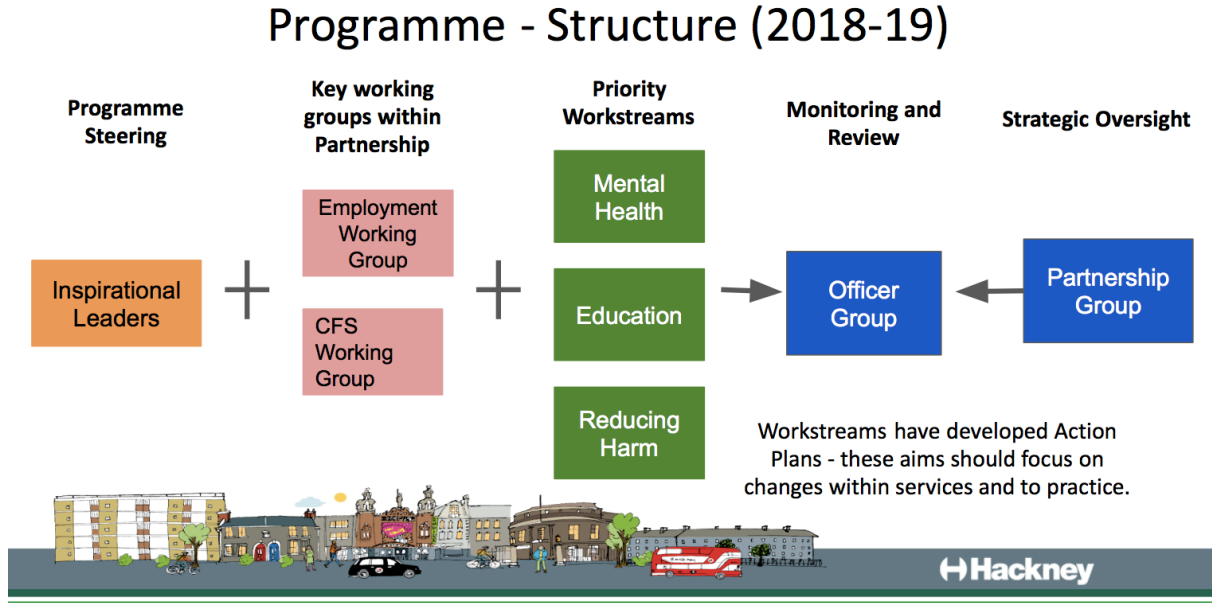 Programme - Structure (2018-19)
Programme
Steering
Key working
groups within
Partnership
Priority
Workstreams
Monitoring and
Review
Strategic Oversight
Inspirational
Leaders
Employment
Working
Group
CFS
Working
Group
Mental
Health
Education
Reducing
Harm
Officer
Group
Partnership
Group
Workstreams have developed Action
Plans - these aims should focus on
changes within services and to practice.
Hackney